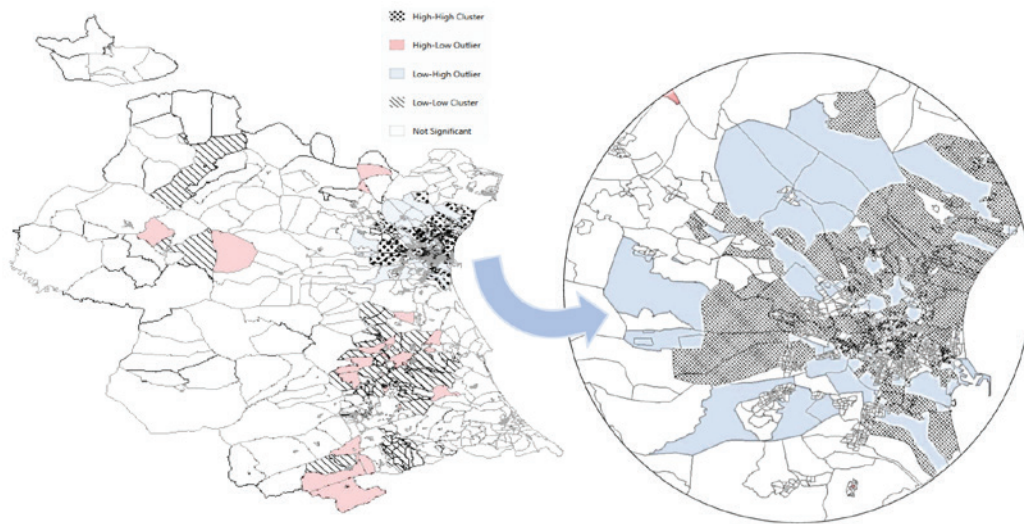 High-High Cluster
High-Low Outlier
Low-High Outlier
Low-Low Cluster
Not Significant